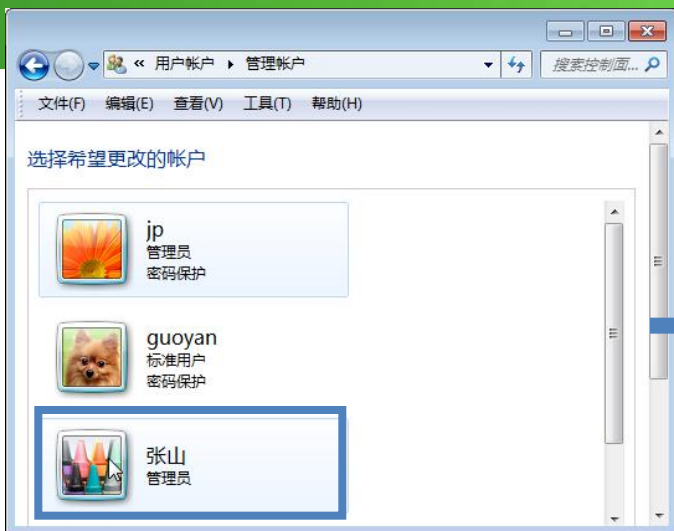 « 用户帐户 ▸ 管理帐户
搜索控制面...
文件(F) 编辑(E) 查看(V) 工具(T) 帮助(H)
选择希望更改的帐户
jp
管理员
密码保护
guoyan
标准用户
密码保护
张山
管理员